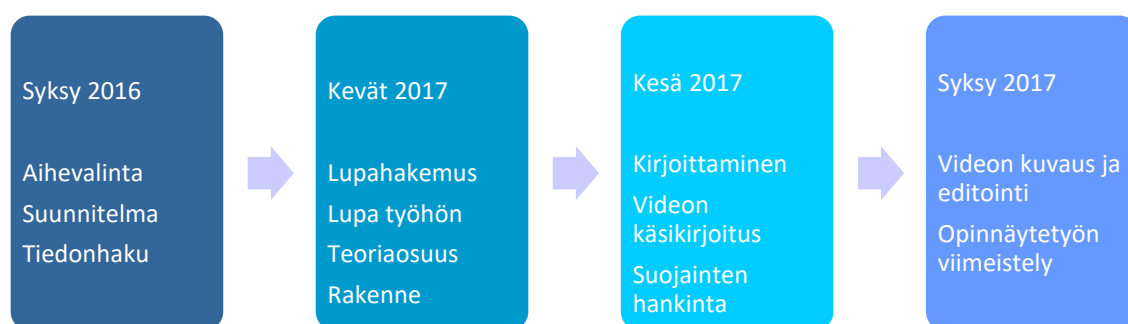 Syksy 2016
Aihevalinta
Suunnitelma
Tiedonhaku
Kevät 2017
Lupahakemus
Lupa työhön
Teoriaosuus
Rakenne
Kesä 2017
Kirjoittaminen
Videon
käsikirjoitus
Suojainten
hankinta
Syksy 2017
Videon kuvaus ja
editointi
Opinnäytetyön
viimeistely